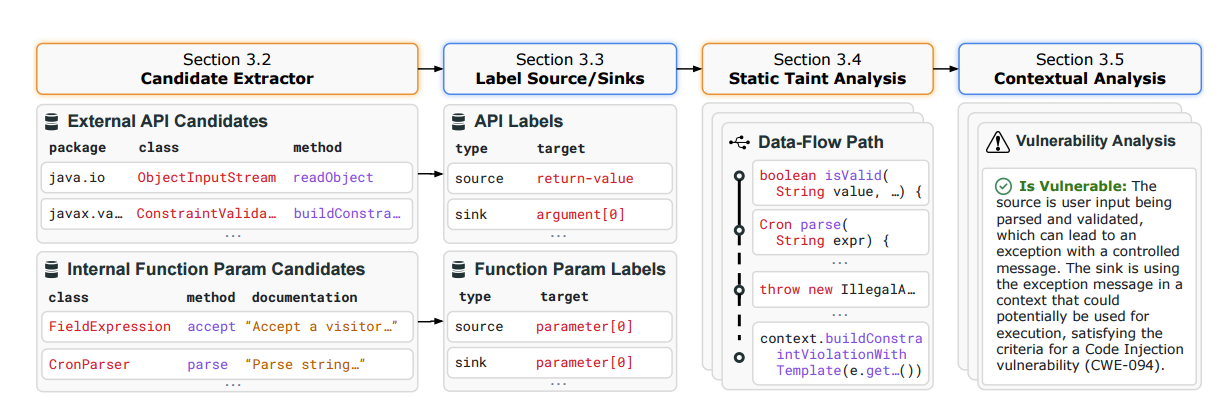 Section 3.2
Candidate Extractor
Section 3.3
Label Source/Sinks
Section 3.4
Static Taint Analysis
Section 3.5
Contextual Analysis
External API Candidates
package class method
java.io ObjectInputStream readObject
javax.va… ConstraintValida… buildConstra…
...
Internal Function Param Candidates
class method documentation
FieldExpression accept “Accept a visitor…”
CronParser parse “Parse string…”
...
API Labels
type target
source return-value
sink argument[0]
...
Function Param Labels
type target
source parameter[0]
sink parameter[0]
...
Data-Flow Path
boolean isValid(
String value, …) {
Cron parse(
String expr) {
...
throw new IllegalA…
...
context.buildConstra
intViolationWith
Template(e.get…())
Vulnerability Analysis
Is Vulnerable: The
source is user input being
parsed and validated,
which can lead to an
exception with a controlled
message. The sink is using
the exception message in a
context that could
potentially be used for
execution, satisfying the
criteria for a Code Injection
vulnerability (CWE-094).